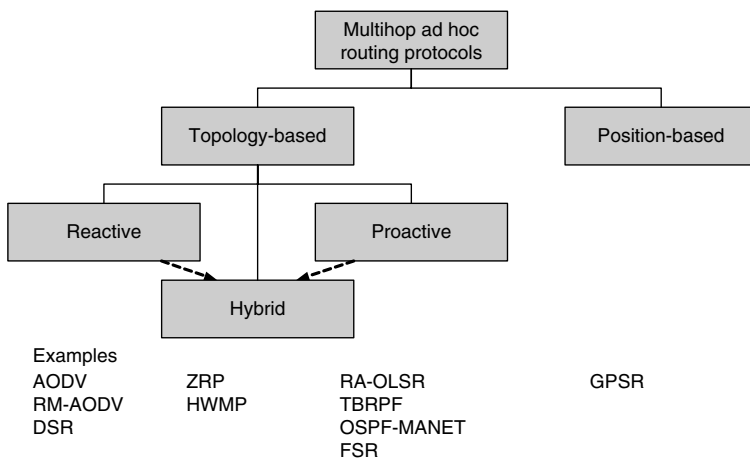 Multihop ad hoc
routing protocols
Topology-based
Position-based
Reactive
Proactive
Hybrid
Examples
AODV ZRP RA-OLSR GPSR
RM-AODV HWMP TBRPF
DSR OSPF-MANET
FSR